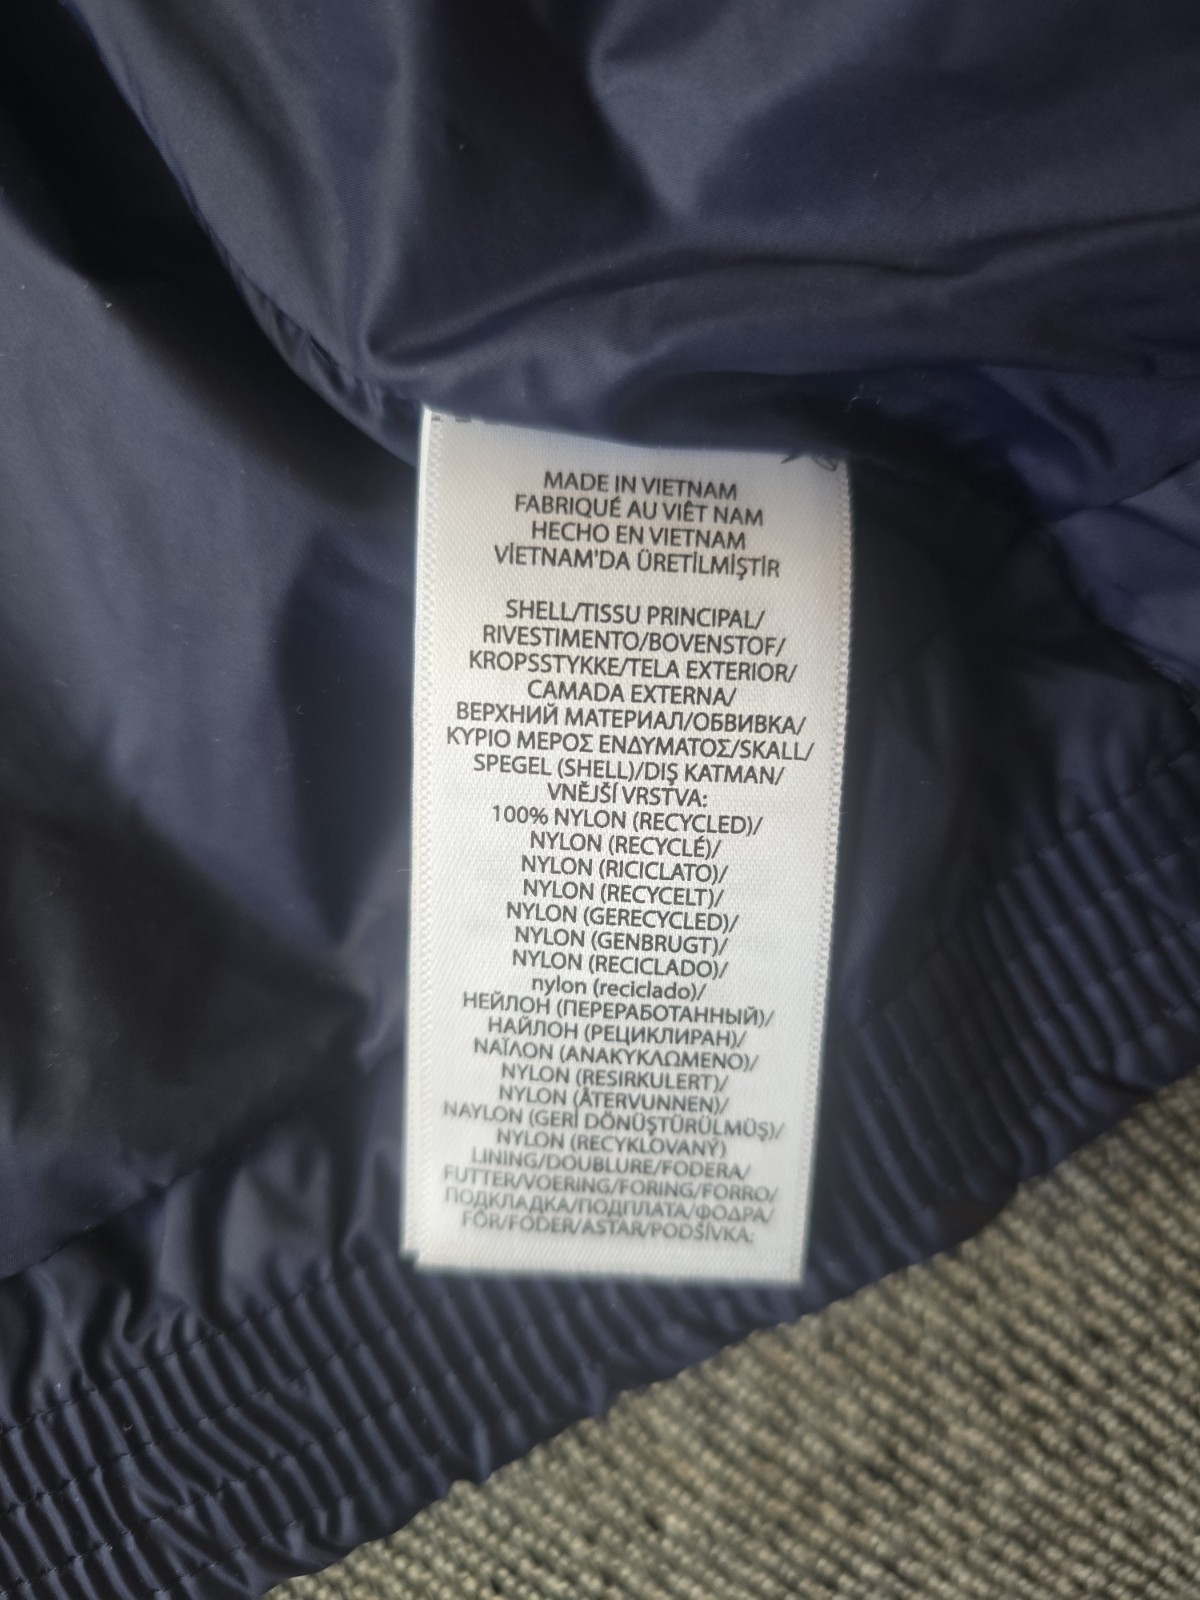 MADE IN VIETNAM
FABRIQUÉ AU VIÊT NAM
HECHO EN VIETNAM
VİETNAM'DA ÜRETİLMİŞTİR
SHELL/TISSU PRINCIPAL/
RIVESTIMENTO/BOVENSTOF/
KROPSSTYKKE/TELA EXTERIOR/
CAMADA EXTERNA/
ВЕРХНИЙ МАТЕРИАЛ/ОБВИВКА/
ΚΥΡΙΟ ΜΕΡΟΣ ΕΝΔΥΜΑΤΟΣ/SKALL/
SPEGEL (SHELL)/DIŞ KATMAN/
VNĚJŠÍ VRSTVA:
100% NYLON (RECYCLED)/
NYLON (RECYCLÉ)/
NYLON (RICICLATO)/
NYLON (RECYCELT)/
NYLON (GERECYCLED)/
NYLON (GENBRUGT)/
NYLON (RECICLADO)/
nylon (reciclado)/
НЕЙЛОН (ПЕРЕРАБОТАННЫЙ)/
НАЙЛОН (РЕЦИКЛИРАН)/
ΝΑΪΛΟΝ (ΑΝΑΚΥΚΛΩΜΕΝΟ)/
NYLON (RESIRKULERT)/
NYLON (ÅTERVUNNEN)/
NAYLON (GERİ DÖNÜŞTÜRÜLMÜŞ)/
NYLON (RECYKLOVANÝ)
LINING/DOUBLURE/FODERA/
FUTTER/VOERING/FORING/FORRO/
ПОДКЛАДКА/ПОДПЛАТА/ΦΟΔΡΑ/
FÔR/FODER/ASTAR/PODŠÍVKA: